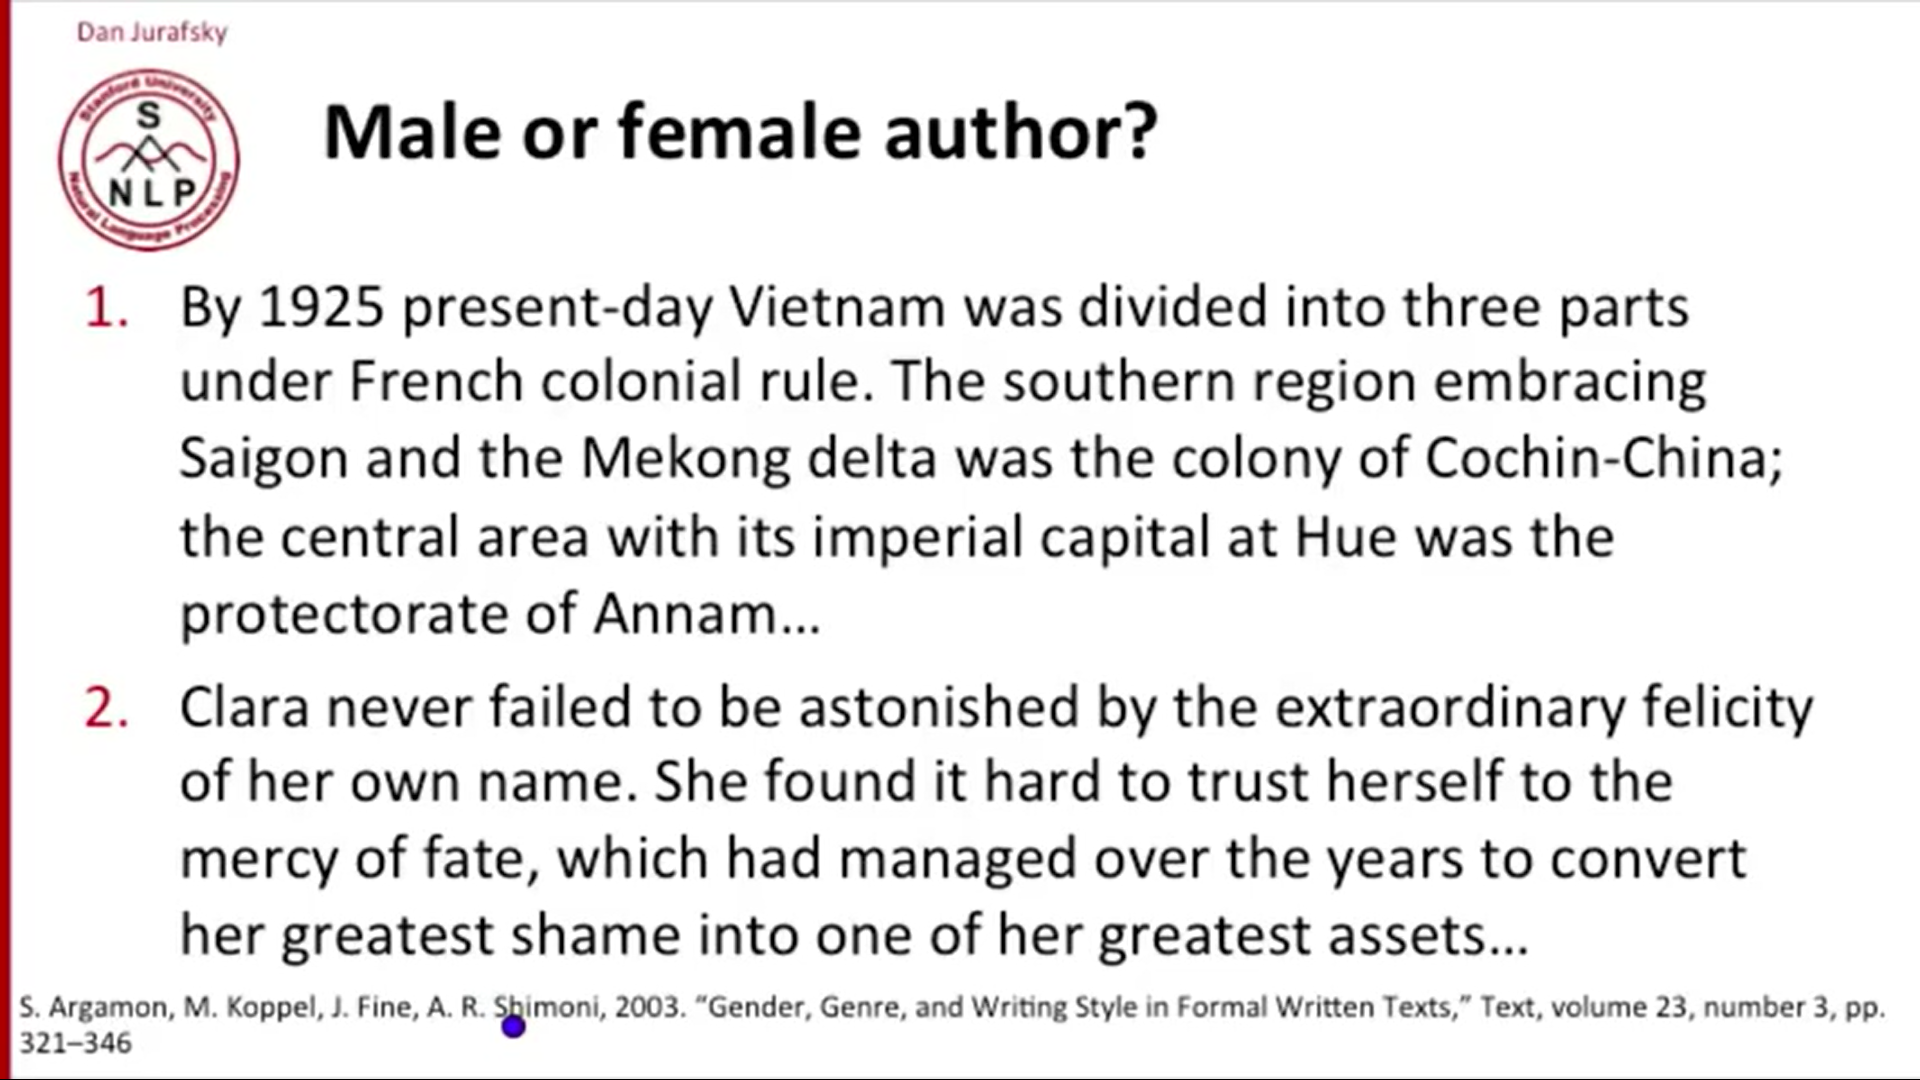 Dan Jurafsky
Stanford University
S
NLP
Natural Language Processing
Male or female author?
1. By 1925 present-day Vietnam was divided into three parts
under French colonial rule. The southern region embracing
Saigon and the Mekong delta was the colony of Cochin-China;
the central area with its imperial capital at Hue was the
protectorate of Annam…
2. Clara never failed to be astonished by the extraordinary felicity
of her own name. She found it hard to trust herself to the
mercy of fate, which had managed over the years to convert
her greatest shame into one of her greatest assets…
S. Argamon, M. Koppel, J. Fine, A. R. Shimoni, 2003. “Gender, Genre, and Writing Style in Formal Written Texts,” Text, volume 23, number 3, pp.
321–346